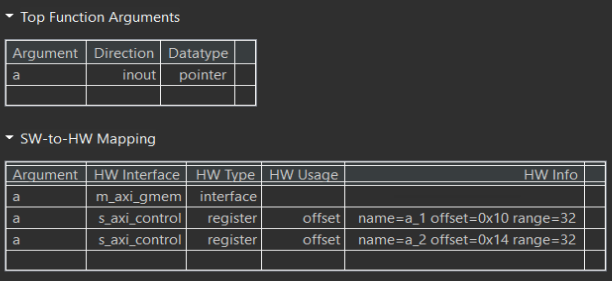 Top Function Arguments
Argument Direction Datatype
a inout pointer
SW-to-HW Mapping
Argument HW Interface HW Type HW Usage HW Info
a m_axi_gmem interface
a s_axi_control register offset name=a_1 offset=0x10 range=32
a s_axi_control register offset name=a_2 offset=0x14 range=32